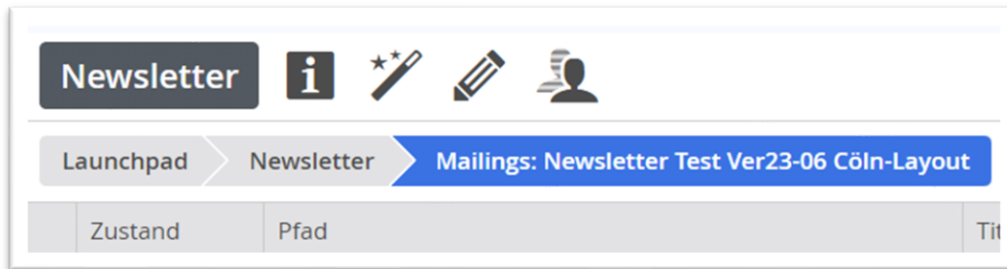 Newsletter
Launchpad Newsletter Mailings: Newsletter Test Ver23-06 Cöln-Layout
Zustand Pfad